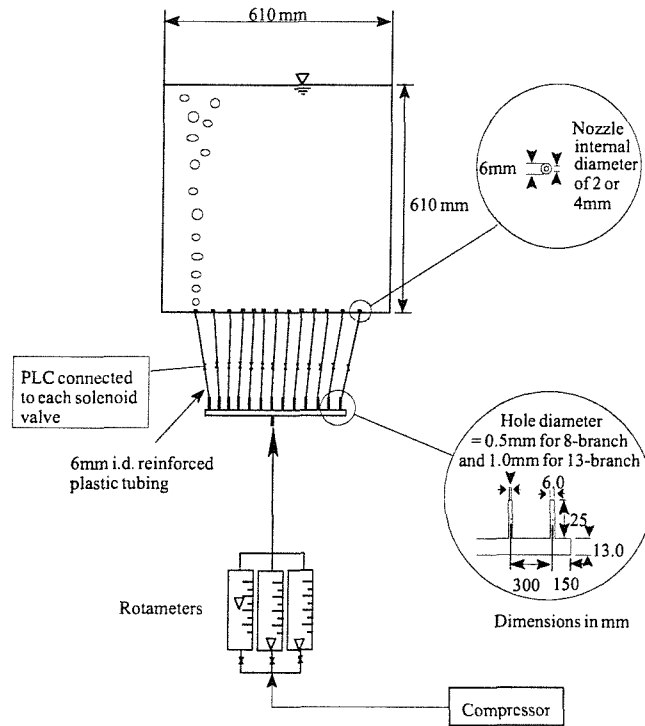 610 mm
610 mm
6mm
Nozzle
internal
diameter
of 2 or
4mm
PLC connected
to each solenoid
valve
6mm i.d. reinforced
plastic tubing
Hole diameter
= 0.5mm for 8-branch
and 1.0mm for 13-branch
6.0
25
13.0
300
150
Dimensions in mm
Rotameters
Compressor